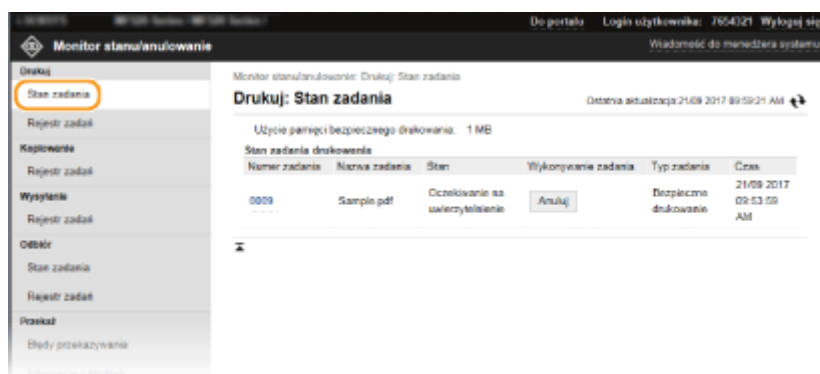 Do portalu Login użytkownika: 7654321 Wyloguj się
Monitor stanu/anulowanie
Wiadomość do menedżera systemu
Drukuj
Stan zadania
Rejestr zadań
Kopiowanie
Rejestr zadań
Wysyłanie
Rejestr zadań
Odbiór
Stan zadania
Rejestr zadań
Przekaż
Błędy przekazywania
Monitor stanu/anulowanie: Drukuj: Stan zadania
Drukuj: Stan zadania
Ostatnia aktualizacja:21/09 2017 09:59:21 AM
Użycie pamięci bezpiecznego drukowania: 1 MB
Stan zadania drukowania
Numer zadania Nazwa zadania Stan Wykonywanie zadania Typ zadania Czas
0009 Sample.pdf Oczekiwanie na uwierzytelnienie Anuluj Bezpieczne drukowanie 21/09 2017 09:53:59 AM